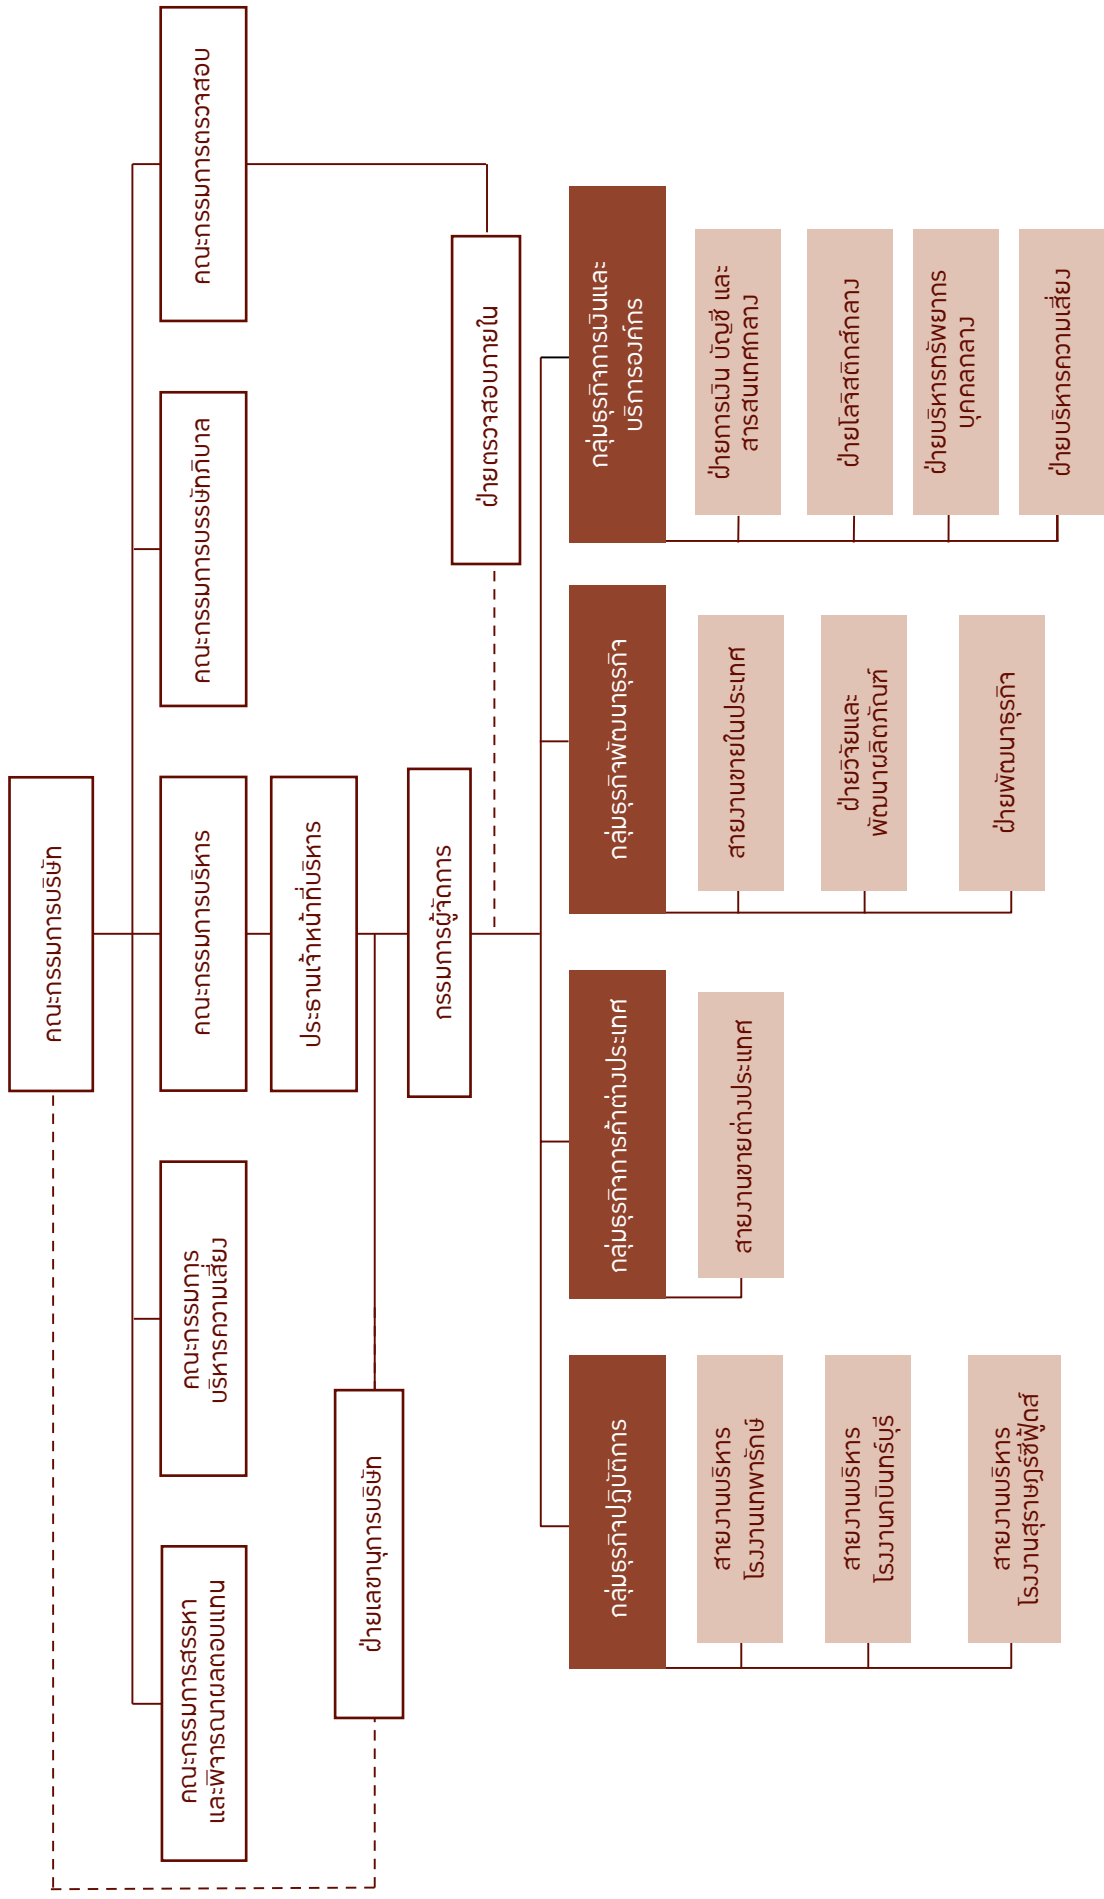 คณะกรรมการบริษัท
คณะกรรมการสรรหา
และพิจารณาผลตอบแทน
คณะกรรมการ
บริหารความเสี่ยง
คณะกรรมการบริหาร
คณะกรรมการบรรษัทภิบาล
คณะกรรมการตรวจสอบ
ประธานเจ้าหน้าที่บริหาร
ฝ่ายเลขานุการบริษัท
กรรมการผู้จัดการ
ฝ่ายตรวจสอบภายใน
กลุ่มธุรกิจปฏิบัติการ
สายงานบริหาร
โรงงานเทพารักษ์
สายงานบริหาร
โรงงานกบินทร์บุรี
สายงานบริหาร
โรงงานสุราษฎร์ซีฟู้ดส์
กลุ่มธุรกิจการค้าต่างประเทศ
สายงานขายต่างประเทศ
กลุ่มธุรกิจพัฒนาธุรกิจ
สายงานขายในประเทศ
ฝ่ายวิจัยและ
พัฒนาผลิตภัณฑ์
ฝ่ายพัฒนาธุรกิจ
กลุ่มธุรกิจการเงินและ
บริการองค์กร
ฝ่ายการเงิน บัญชี และ
สารสนเทศกลาง
ฝ่ายโลจิสติกส์กลาง
ฝ่ายบริหารทรัพยากร
บุคคลกลาง
ฝ่ายบริหารความเสี่ยง